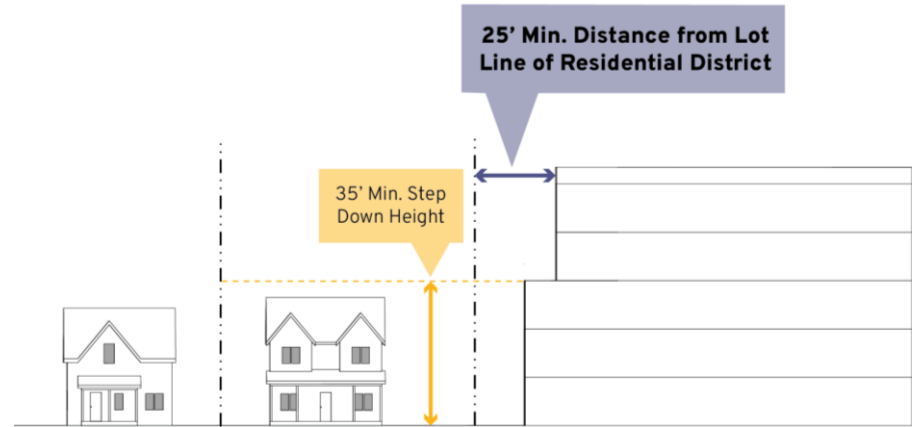 25’ Min. Distance from Lot
Line of Residential District
35’ Min. Step
Down Height